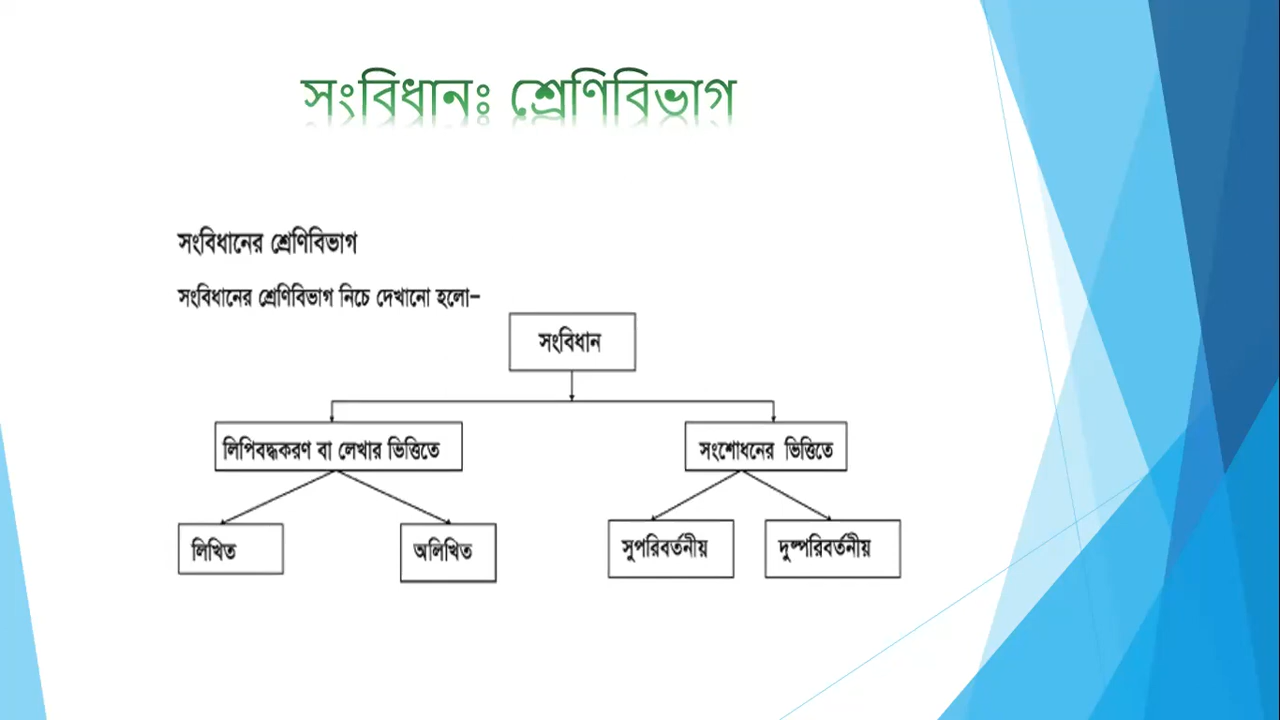 সংবিধানঃ শ্রেণিবিভাগ
সংবিধানের শ্রেণিবিভাগ
সংবিধানের শ্রেণিবিভাগ নিচে দেখানো হলো-
সংবিধান
লিপিবদ্ধকরণ বা লেখার ভিত্তিতে
সংশোধনের ভিত্তিতে
লিখিত
অলিখিত
সুপরিবর্তনীয়
দুষ্পরিবর্তনীয়